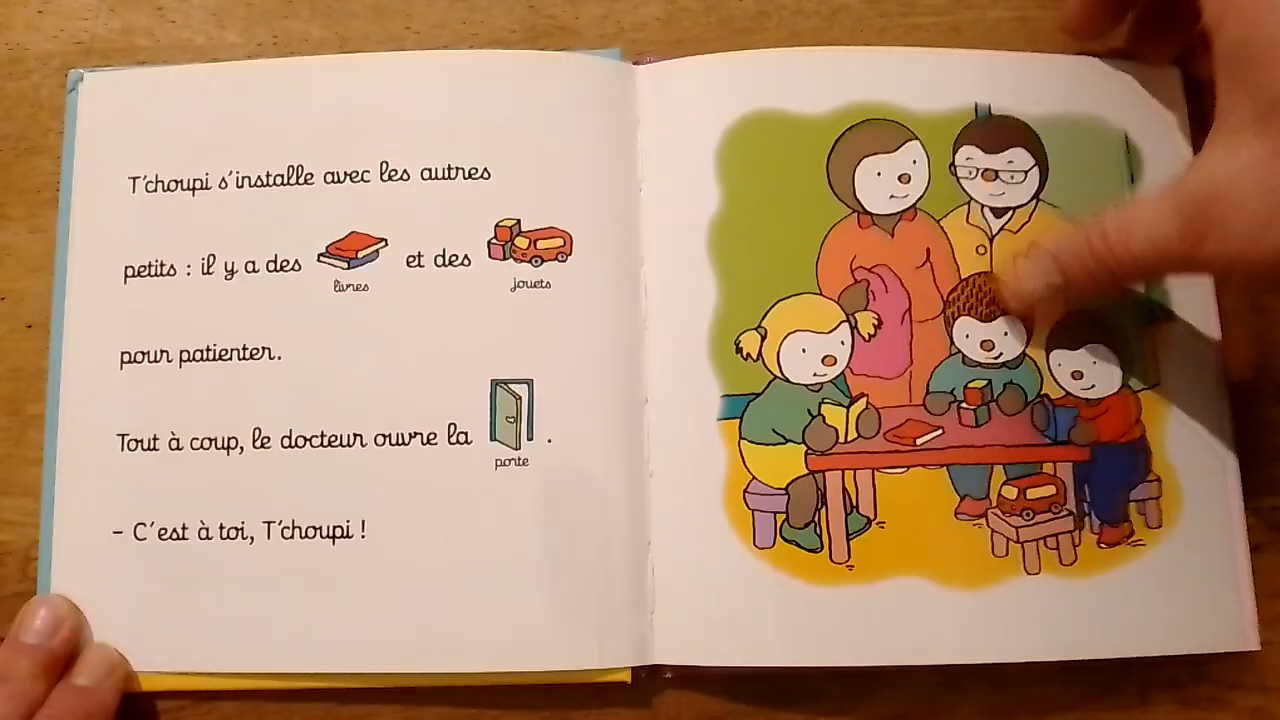 T'choupi s'installe avec les autres
petits : il y a des livres et des jouets
pour patienter.
Tout à coup, le docteur ouvre la porte.
– C'est à toi, T'choupi !